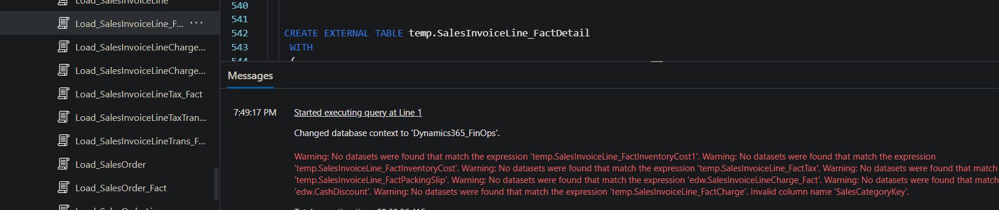 Load_SalesInvoiceLine
Load_SalesInvoiceLine_F... ···
Load_SalesInvoiceLineCharge...
Load_SalesInvoiceLineCharge...
Load_SalesInvoiceLineTax_Fact
Load_SalesInvoiceLineTaxTran...
Load_SalesInvoiceLineTrans_F...
Load_SalesOrder
Load_SalesOrder_Fact
540
541
542 CREATE EXTERNAL TABLE temp.SalesInvoiceLine_FactDetail
543 WITH
544 (
Messages
7:49:17 PM Started executing query at Line 1
Changed database context to 'Dynamics365_FinOps'.
Warning: No datasets were found that match the expression 'temp.SalesInvoiceLine_FactInventoryCost1'. Warning: No datasets were found that match the expression
'temp.SalesInvoiceLine_FactInventoryCost'. Warning: No datasets were found that match the expression 'temp.SalesInvoiceLine_FactTax'. Warning: No datasets were found that match
'temp.SalesInvoiceLine_FactPackingSlip'. Warning: No datasets were found that match the expression 'edw.SalesInvoiceLineCharge_Fact'. Warning: No datasets were found that match
'edw.CashDiscount'. Warning: No datasets were found that match the expression 'temp.SalesInvoiceLine_FactCharge'. Invalid column name 'SalesCategoryKey'.